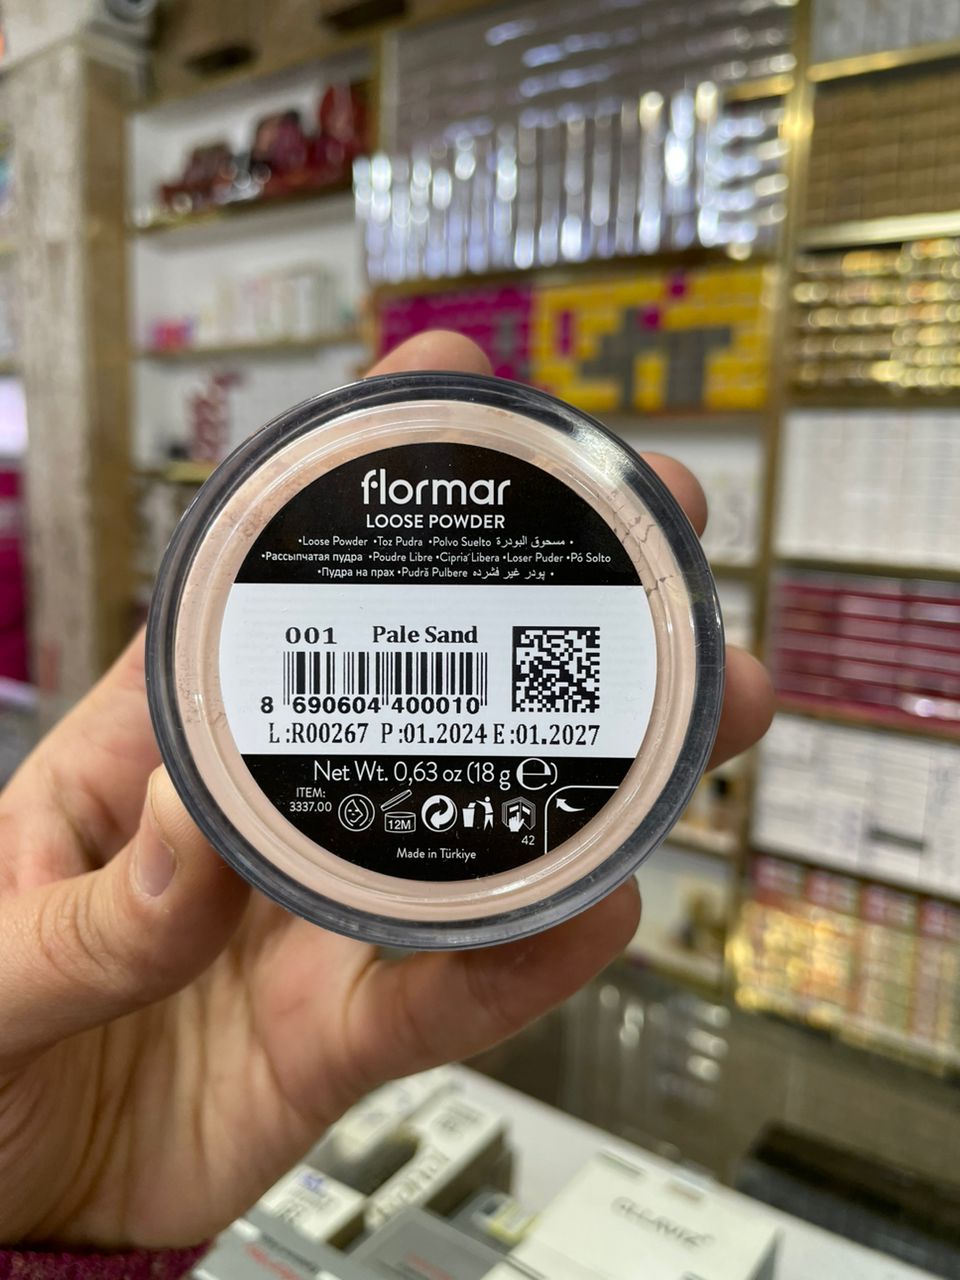 flormar
LOOSE POWDER
•Loose Powder •Toz Pudra •Polvo Suelto مسحوق البودرة •
•Рассыпчатая пудра •Poudre Libre •Cipria Libera •Loser Puder •Pó Solto
•Пудра на прах •Pudră Pulbere پودر غیر فشرده •
001 Pale Sand
8 690604 400010
L:R00267 P:01.2024 E:01.2027
Net Wt. 0,63 oz (18 g ℮)
ITEM:
3337.00
12M
42
Made in Türkiye